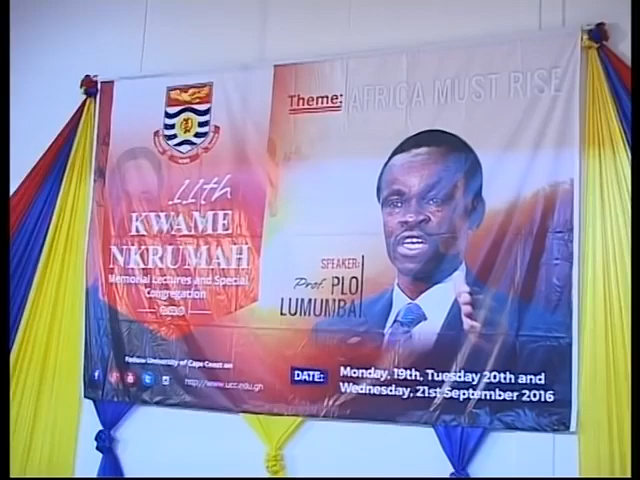 Theme: AFRICA MUST RISE
11th
KWAME
NKRUMAH
Memorial Lectures and Special
Congregation
SPEAKER:
Prof. PLO
LUMUMBA
Follow University of Cape Coast on
http://www.ucc.edu.gh
DATE: Monday, 19th, Tuesday 20th and
Wednesday, 21st September 2016